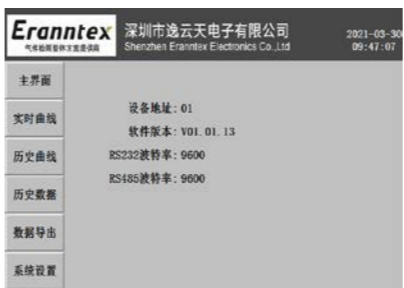 Eranntex
气体检测整体方案提供商
深圳市逸云天电子有限公司
Shenzhen Eranntex Electronics Co.,Ltd
2021-03-30
09:47:07
主界面
实时曲线
历史曲线
历史数据
数据导出
系统设置
设备地址: 01
软件版本: V01.01.13
RS232波特率: 9600
RS485波特率: 9600